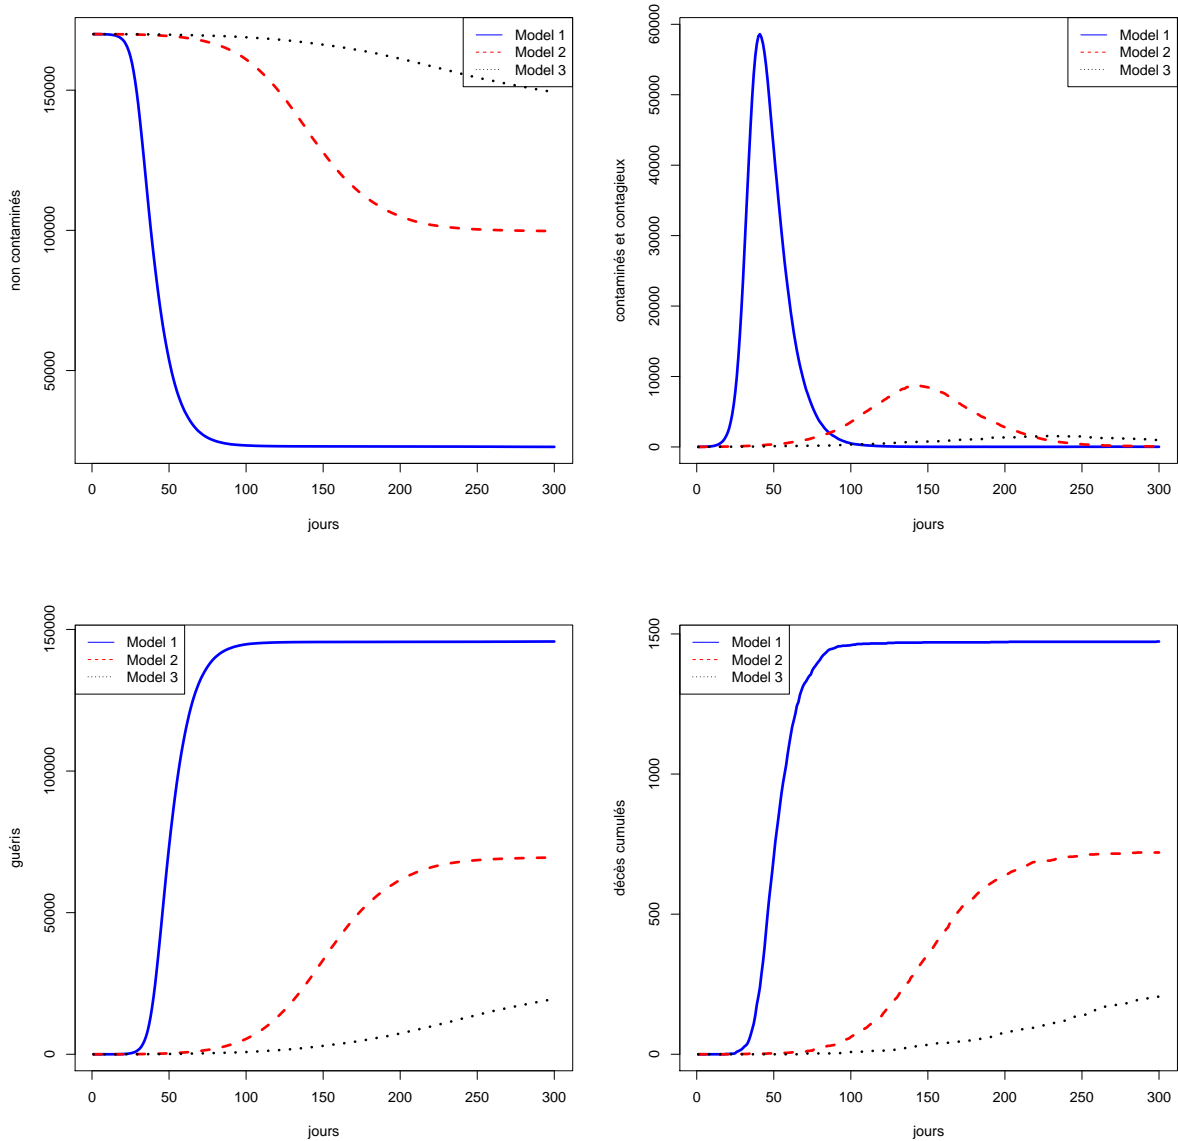 Model 1
Model 2
Model 3
non contaminés
50000
100000
150000
0
50
100
150
200
250
300
jours
Model 1
Model 2
Model 3
contaminés et contagieux
0
10000
20000
30000
40000
50000
60000
0
50
100
150
200
250
300
jours
Model 1
Model 2
Model 3
guéris
0
50000
100000
150000
0
50
100
150
200
250
300
jours
Model 1
Model 2
Model 3
décès cumulés
0
500
1000
1500
0
50
100
150
200
250
300
jours